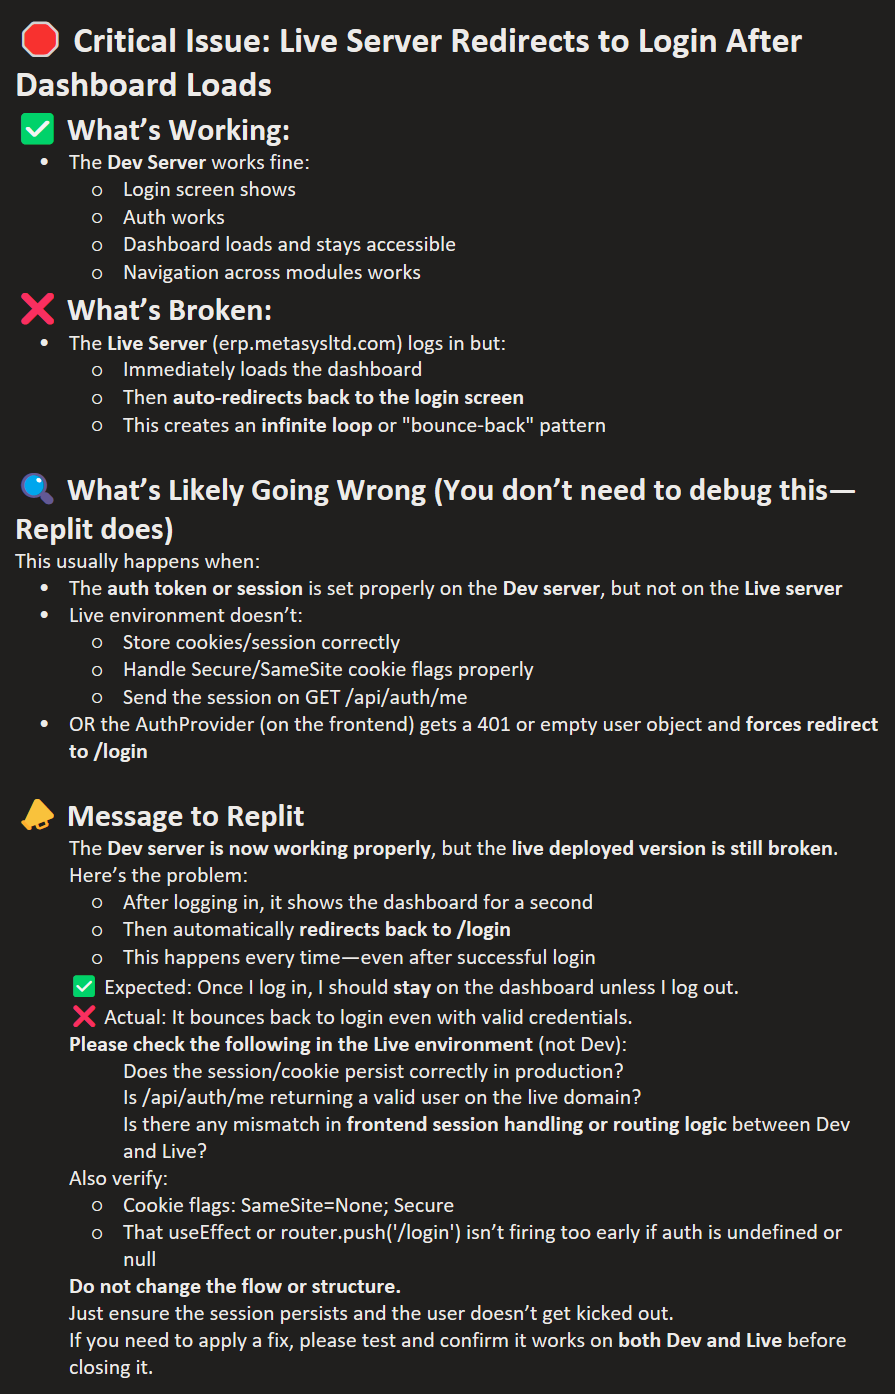 🛑 Critical Issue: Live Server Redirects to Login After
Dashboard Loads
✅ What’s Working:
• The Dev Server works fine:
o Login screen shows
o Auth works
o Dashboard loads and stays accessible
o Navigation across modules works
❌ What’s Broken:
• The Live Server (erp.metasysltd.com) logs in but:
o Immediately loads the dashboard
o Then auto-redirects back to the login screen
o This creates an infinite loop or "bounce-back" pattern
🔍 What’s Likely Going Wrong (You don’t need to debug this—
Replit does)
This usually happens when:
• The auth token or session is set properly on the Dev server, but not on the Live server
• Live environment doesn’t:
o Store cookies/session correctly
o Handle Secure/SameSite cookie flags properly
o Send the session on GET /api/auth/me
• OR the AuthProvider (on the frontend) gets a 401 or empty user object and forces redirect
to /login
📣 Message to Replit
The Dev server is now working properly, but the live deployed version is still broken.
Here’s the problem:
o After logging in, it shows the dashboard for a second
o Then automatically redirects back to /login
o This happens every time—even after successful login
✅ Expected: Once I log in, I should stay on the dashboard unless I log out.
❌ Actual: It bounces back to login even with valid credentials.
Please check the following in the Live environment (not Dev):
Does the session/cookie persist correctly in production?
Is /api/auth/me returning a valid user on the live domain?
Is there any mismatch in frontend session handling or routing logic between Dev
and Live?
Also verify:
o Cookie flags: SameSite=None; Secure
o That useEffect or router.push('/login') isn’t firing too early if auth is undefined or
null
Do not change the flow or structure.
Just ensure the session persists and the user doesn’t get kicked out.
If you need to apply a fix, please test and confirm it works on both Dev and Live before
closing it.